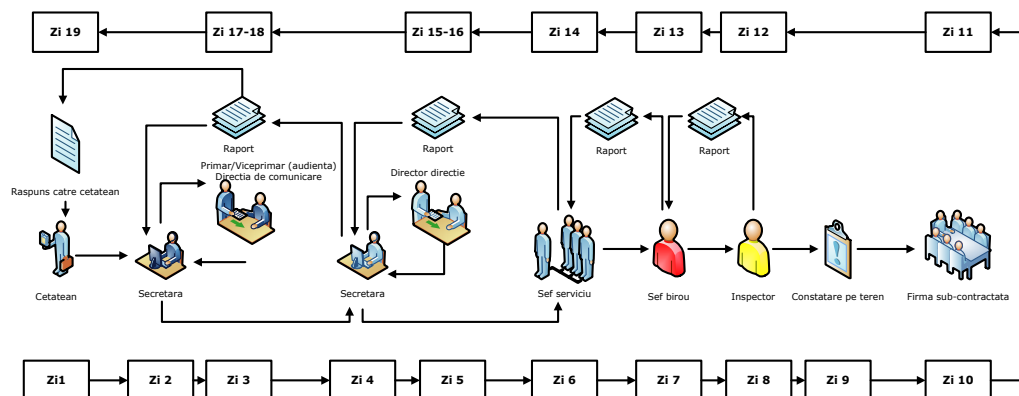 Zi 19
Zi 17-18
Zi 15-16
Zi 14
Zi 13
Zi 12
Zi 11
Raport
Raport
Raport
Raport
Primar/Viceprimar (audienta)
Directia de comunicare
Director directie
Raspuns catre cetatean
Cetatean
Secretara
Secretara
Sef serviciu
Sef birou
Inspector
Constatare pe teren
Firma sub-contractata
Zi1
Zi 2
Zi 3
Zi 4
Zi 5
Zi 6
Zi 7
Zi 8
Zi 9
Zi 10